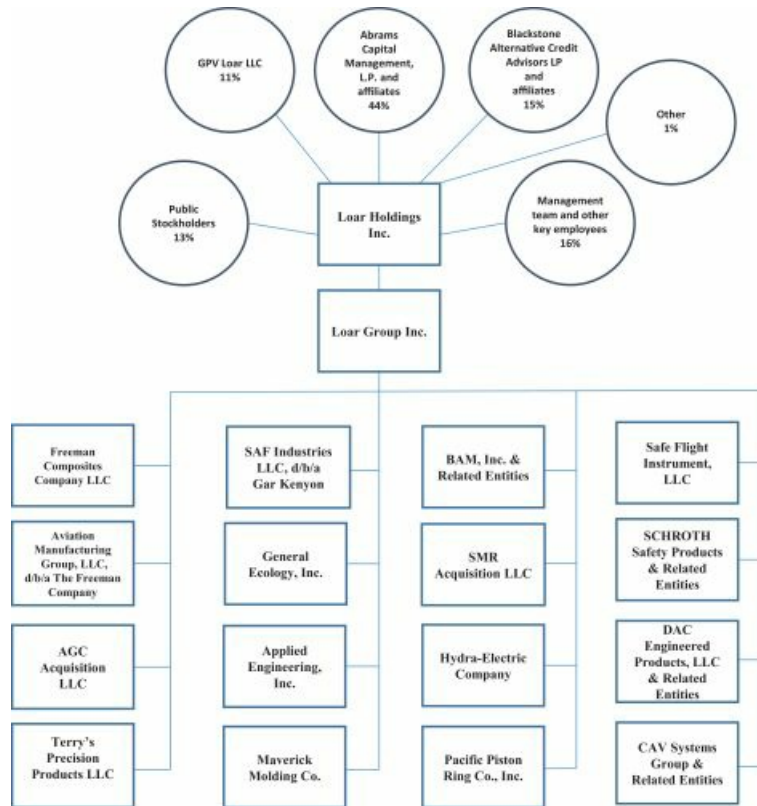 GPV Loar LLC
11%
Abrams
Capital
Management,
L.P. and
affiliates
44%
Blackstone
Alternative Credit
Advisors LP
and
affiliates
15%
Other
1%
Public
Stockholders
13%
Loar Holdings
Inc.
Management
team and other
key employees
16%
Loar Group Inc.
Freeman
Composites
Company LLC
SAF Industries
LLC, d/b/a
Gar Kenyon
BAM, Inc. &
Related Entities
Safe Flight
Instrument,
LLC
Aviation
Manufacturing
Group, LLC,
d/b/a The Freeman
Company
General
Ecology, Inc.
SMR
Acquisition LLC
SCHROTH
Safety Products
& Related
Entities
AGC
Acquisition
LLC
Applied
Engineering,
Inc.
Hydra-Electric
Company
DAC
Engineered
Products, LLC
& Related
Entities
Terry's
Precision
Products LLC
Maverick
Molding Co.
Pacific Piston
Ring Co., Inc.
CAV Systems
Group &
Related Entities